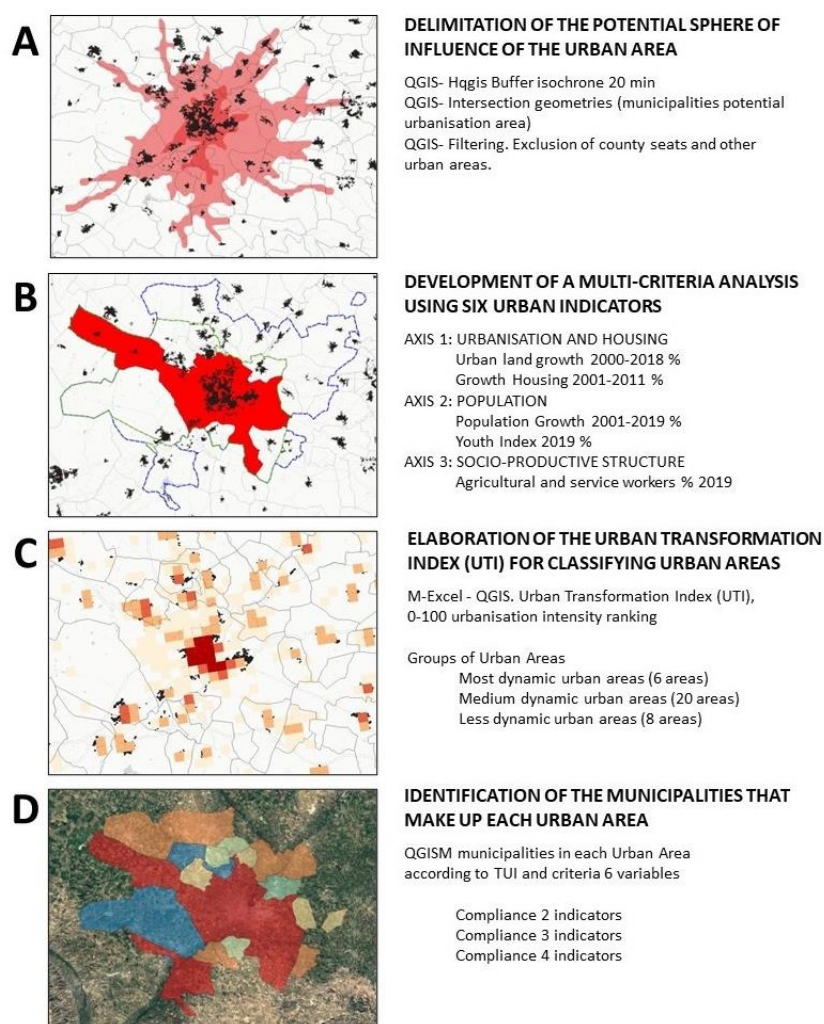 A
DELIMITATION OF THE POTENTIAL SPHERE OF
INFLUENCE OF THE URBAN AREA
QGIS- Hqgis Buffer isochrone 20 min
QGIS- Intersection geometries (municipalities potential
urbanisation area)
QGIS- Filtering. Exclusion of county seats and other
urban areas.
B
DEVELOPMENT OF A MULTI-CRITERIA ANALYSIS
USING SIX URBAN INDICATORS
AXIS 1: URBANISATION AND HOUSING
Urban land growth 2000-2018 %
Growth Housing 2001-2011 %
AXIS 2: POPULATION
Population Growth 2001-2019 %
Youth Index 2019 %
AXIS 3: SOCIO-PRODUCTIVE STRUCTURE
Agricultural and service workers % 2019
C
ELABORATION OF THE URBAN TRANSFORMATION
INDEX (UTI) FOR CLASSIFYING URBAN AREAS
M-Excel - QGIS. Urban Transformation Index (UTI),
0-100 urbanisation intensity ranking
Groups of Urban Areas
Most dynamic urban areas (6 areas)
Medium dynamic urban areas (20 areas)
Less dynamic urban areas (8 areas)
D
IDENTIFICATION OF THE MUNICIPALITIES THAT
MAKE UP EACH URBAN AREA
QGISM municipalities in each Urban Area
according to TUI and criteria 6 variables
Compliance 2 indicators
Compliance 3 indicators
Compliance 4 indicators